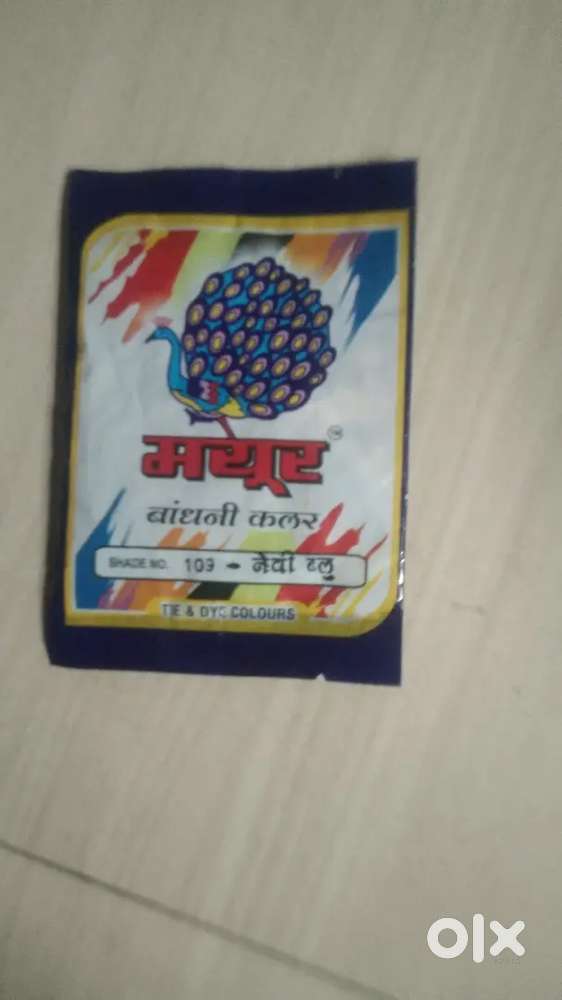 मयूर
बांधनी कलर
SHADE NO. 109 - नेवी ब्लु
TIE & DYE COLOURS
olx